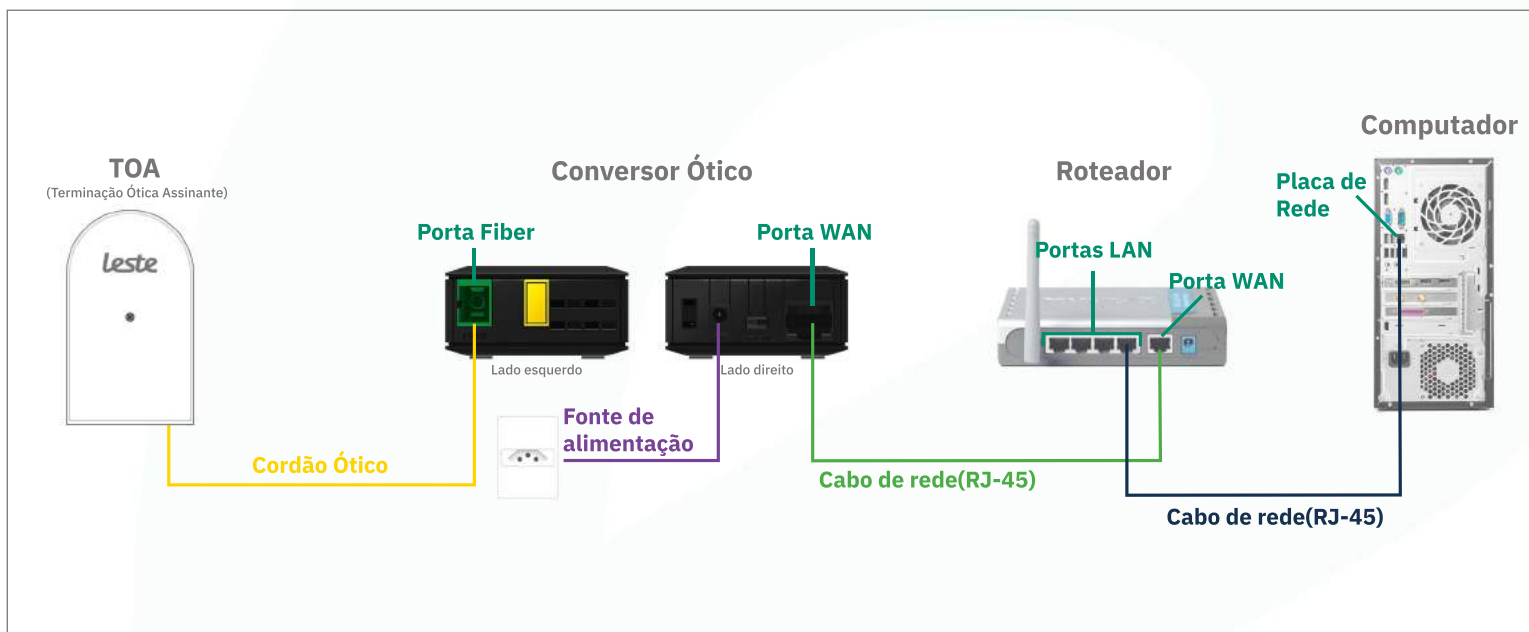 TOA
(Terminação Ótica Assinante)
leste
Conversor Ótico
Porta Fiber
Porta WAN
Lado esquerdo
Lado direito
Fonte de
alimentação
Cordão Ótico
Cabo de rede(RJ-45)
Roteador
Portas LAN
Porta WAN
Computador
Placa de
Rede
Cabo de rede(RJ-45)